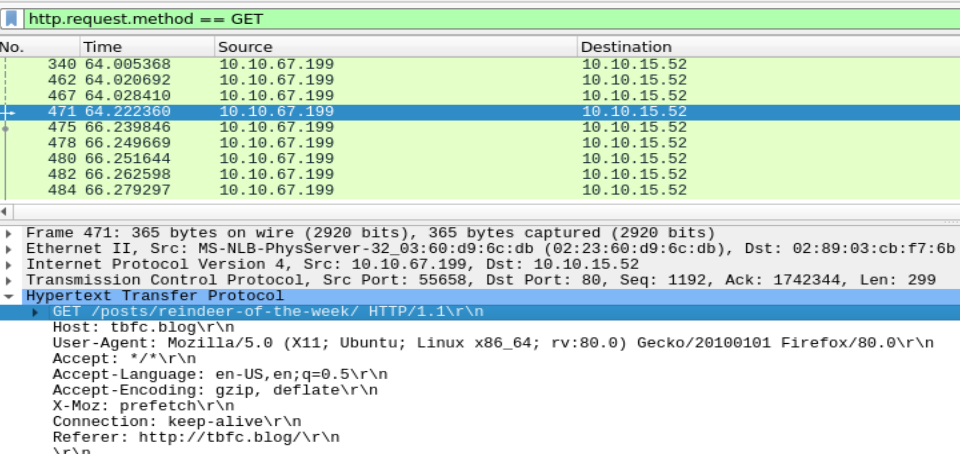 http.request.method == GET
No. Time Source Destination
340 64.005368 10.10.67.199 10.10.15.52
462 64.020692 10.10.67.199 10.10.15.52
467 64.028410 10.10.67.199 10.10.15.52
471 64.222360 10.10.67.199 10.10.15.52
475 66.239846 10.10.67.199 10.10.15.52
478 66.249669 10.10.67.199 10.10.15.52
480 66.251644 10.10.67.199 10.10.15.52
482 66.262598 10.10.67.199 10.10.15.52
484 66.279297 10.10.67.199 10.10.15.52
Frame 471: 365 bytes on wire (2920 bits), 365 bytes captured (2920 bits)
Ethernet II, Src: MS-NLB-PhysServer-32_03:60:d9:6c:db (02:23:60:d9:6c:db), Dst: 02:89:03:cb:f7:6b
Internet Protocol Version 4, Src: 10.10.67.199, Dst: 10.10.15.52
Transmission Control Protocol, Src Port: 55658, Dst Port: 80, Seq: 1192, Ack: 1742344, Len: 299
Hypertext Transfer Protocol
GET /posts/reindeer-of-the-week/ HTTP/1.1\r\n
Host: tbfc.blog\r\n
User-Agent: Mozilla/5.0 (X11; Ubuntu; Linux x86_64; rv:80.0) Gecko/20100101 Firefox/80.0\r\n
Accept: */*\r\n
Accept-Language: en-US,en;q=0.5\r\n
Accept-Encoding: gzip, deflate\r\n
X-Moz: prefetch\r\n
Connection: keep-alive\r\n
Referer: http://tbfc.blog/\r\n
\r\n